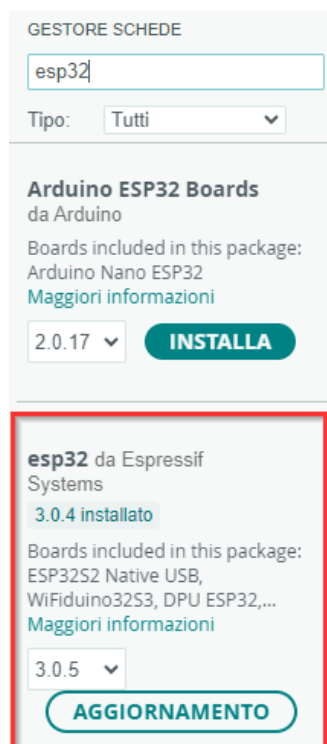 GESTORE SCHEDE
esp32
Tipo: Tutti
Arduino ESP32 Boards
da Arduino
Boards included in this package:
Arduino Nano ESP32
Maggiori informazioni
2.0.17 INSTALLA
esp32 da Espressif
Systems
3.0.4 installato
Boards included in this package:
ESP32S2 Native USB,
WiFiduino32S3, DPU ESP32,...
Maggiori informazioni
3.0.5
AGGIORNAMENTO